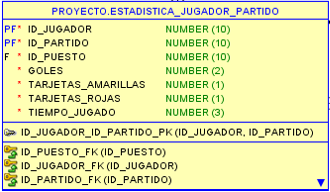 PROYECTO.ESTADISTICA_JUGADOR_PARTIDO
PF* ID_JUGADOR NUMBER (10)
PF* ID_PARTIDO NUMBER (10)
F * ID_PUESTO NUMBER (10)
* GOLES NUMBER (2)
* TARJETAS_AMARILLAS NUMBER (1)
* TARJETAS_ROJAS NUMBER (1)
* TIEMPO_JUGADO NUMBER (3)
ID_JUGADOR_ID_PARTIDO_PK (ID_JUGADOR, ID_PARTIDO)
ID_PUESTO_FK (ID_PUESTO)
ID_JUGADOR_FK (ID_JUGADOR)
ID_PARTIDO_FK (ID_PARTIDO)